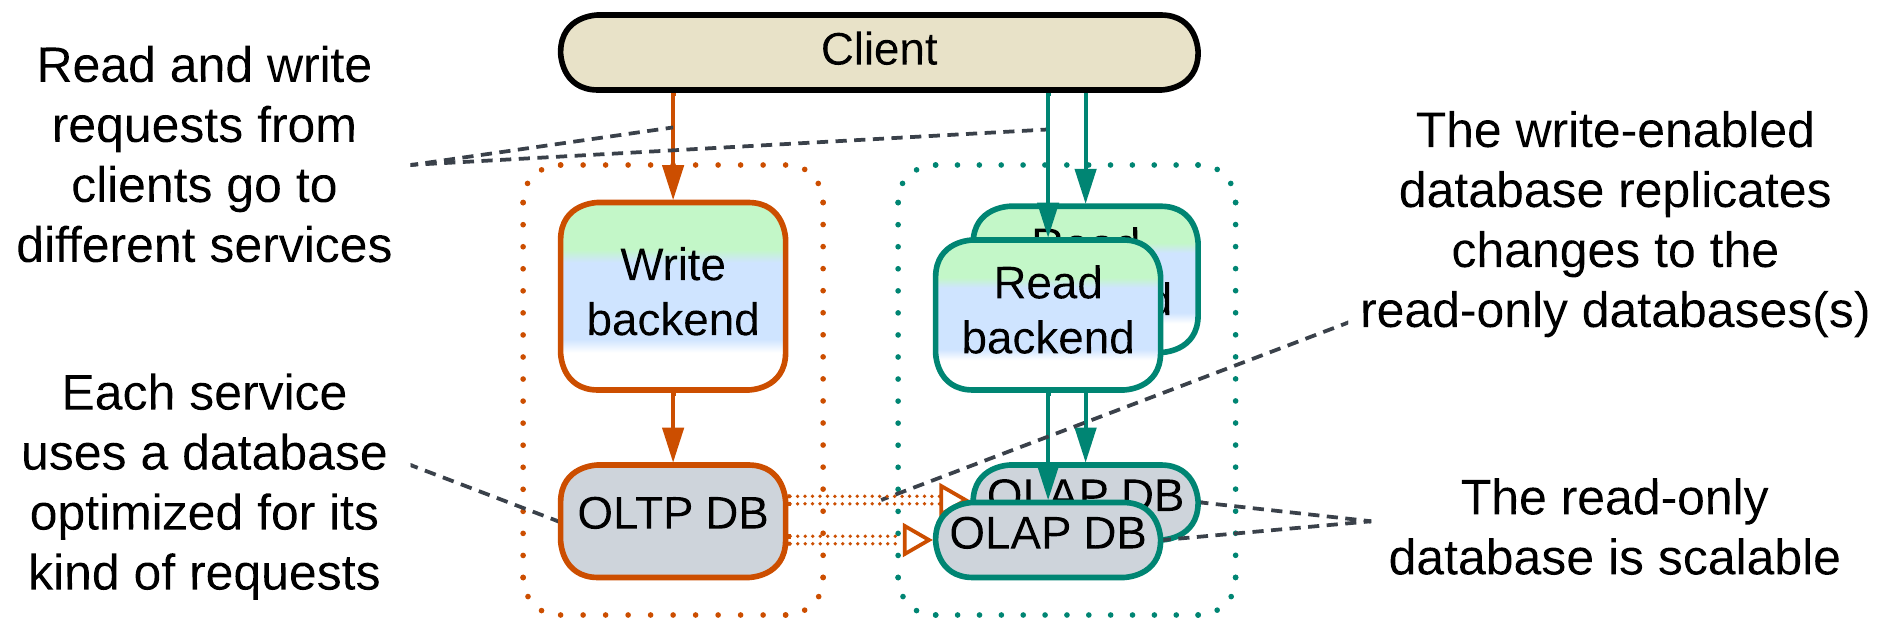 Client
Read and write
requests from
clients go to
different services
The write-enabled
database replicates
changes to the
read-only databases(s)
Write
backend
Read
Read
backend
Each service
uses a database
optimized for its
kind of requests
OLTP DB
OLAP DB
OLAP DB
The read-only
database is scalable